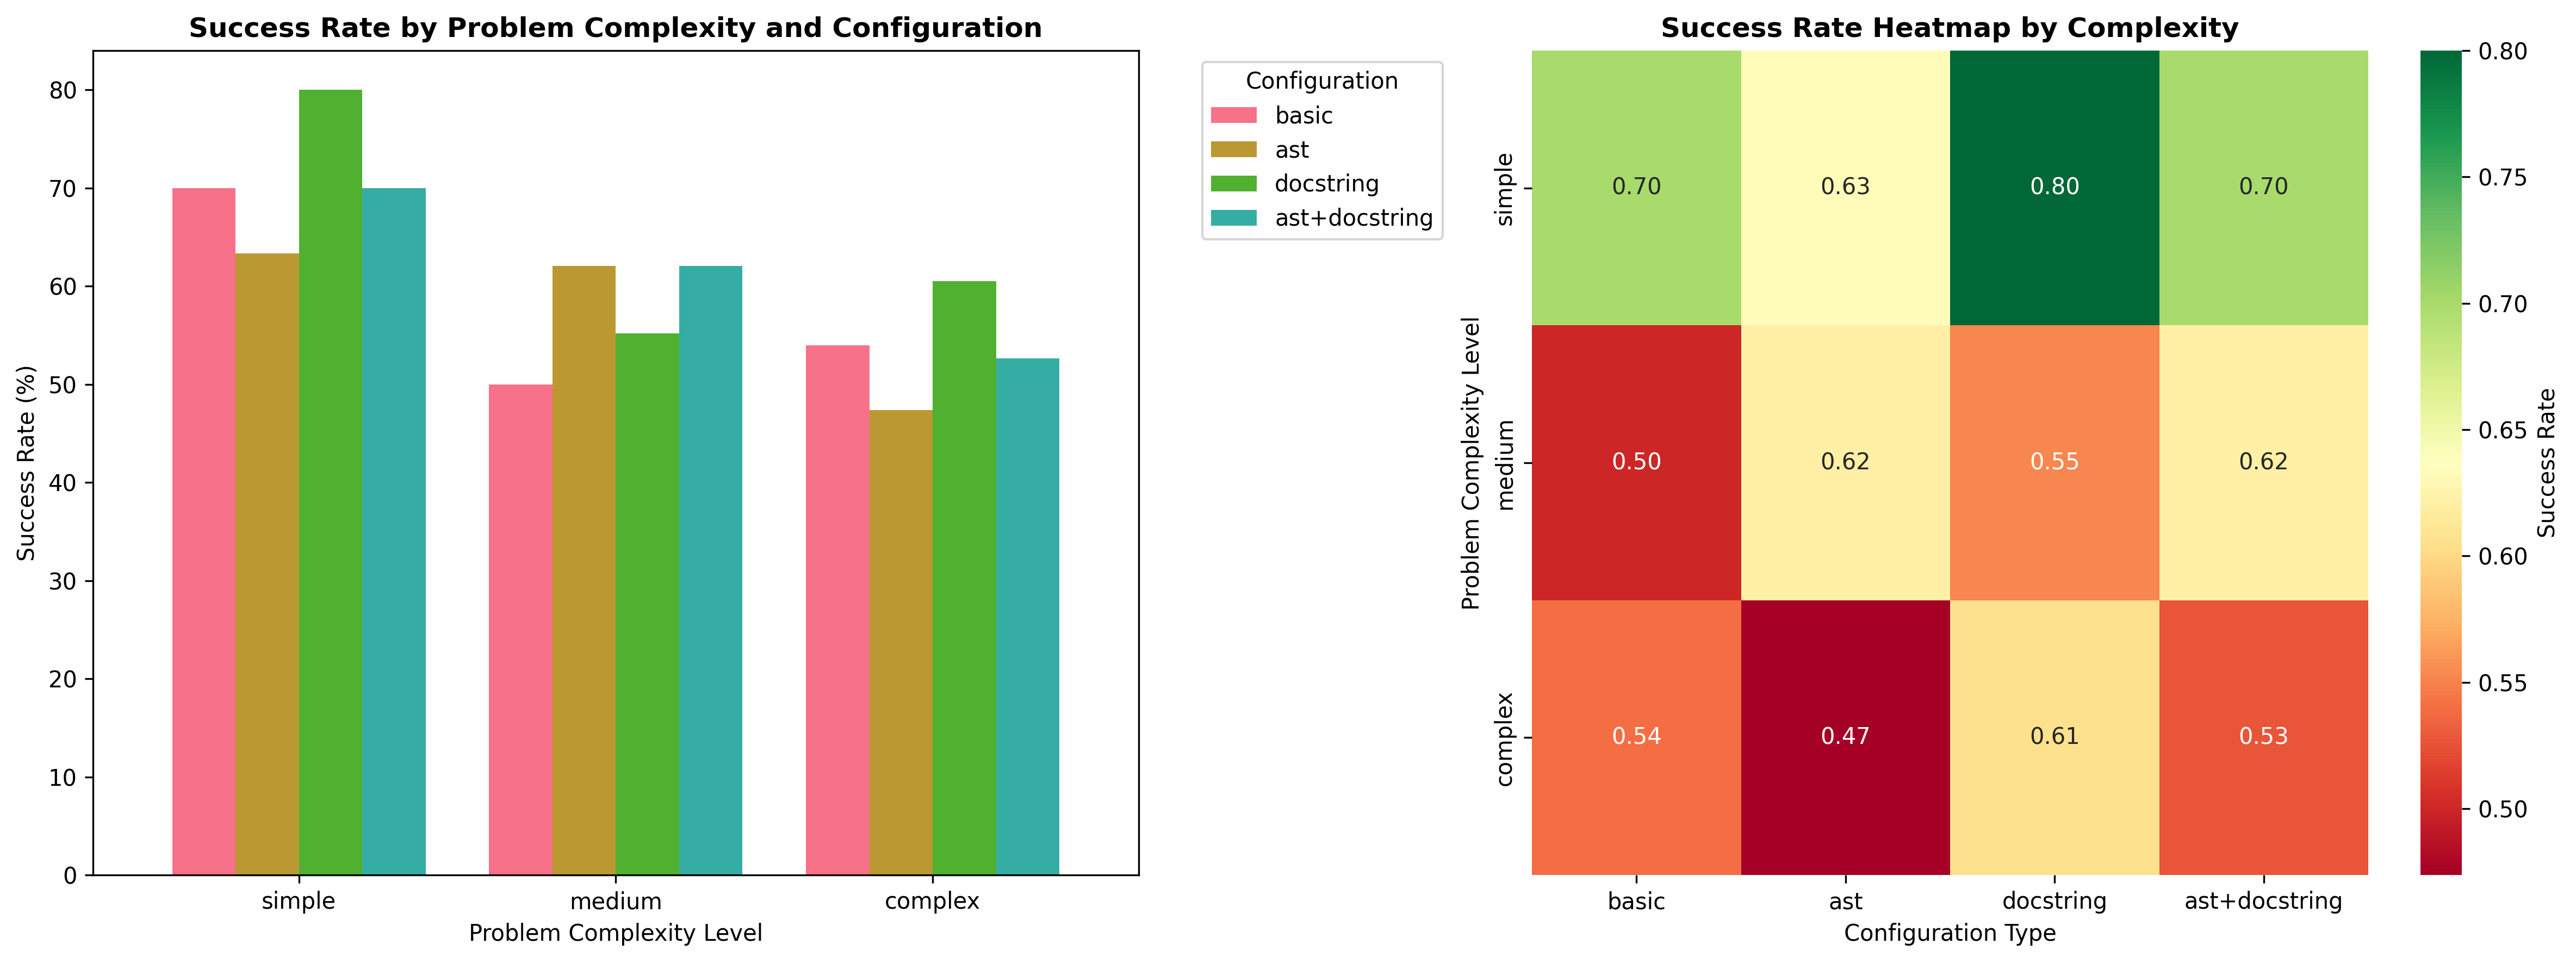 Success Rate by Problem Complexity and Configuration
Success Rate (%)
80
70
60
50
40
30
20
10
0
simple
medium
complex
Problem Complexity Level
Configuration
basic
ast
docstring
ast+docstring
Success Rate Heatmap by Complexity
Problem Complexity Level
simple
0.70
0.63
0.80
0.70
medium
0.50
0.62
0.55
0.62
complex
0.54
0.47
0.61
0.53
basic
ast
docstring
ast+docstring
Configuration Type
0.80
0.75
0.70
0.65
0.60
0.55
0.50
Success Rate